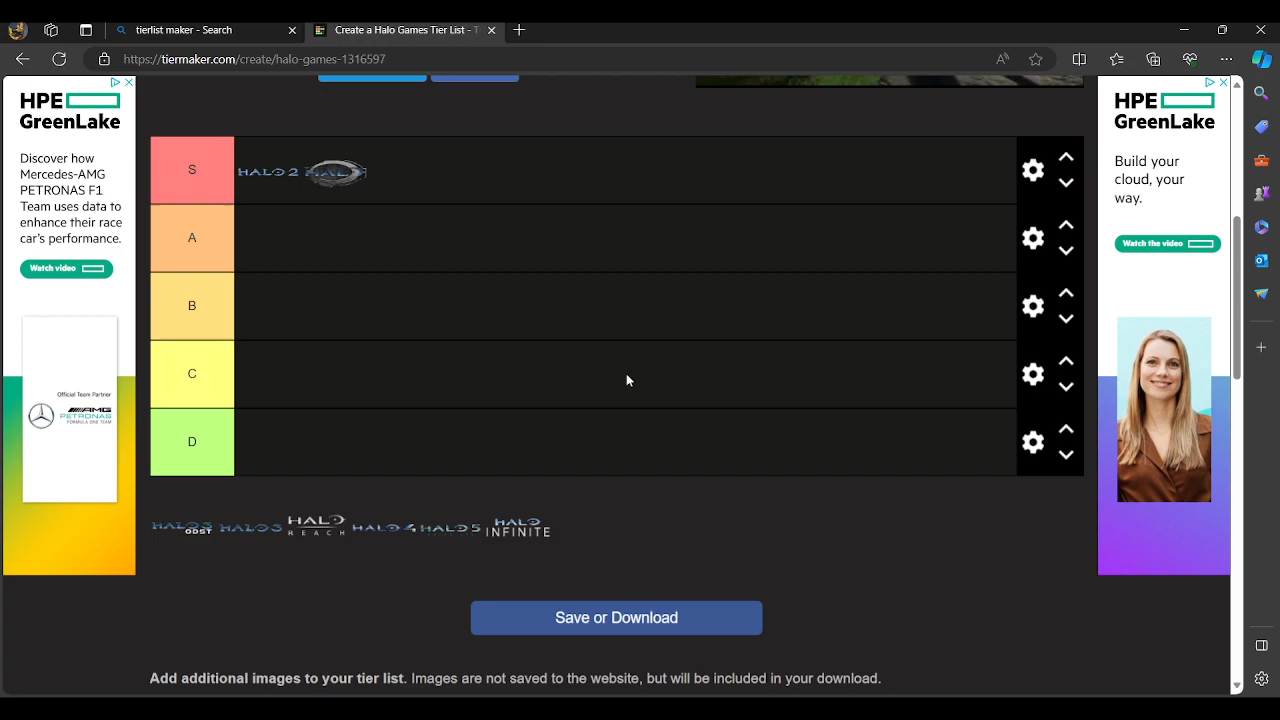 tierlist maker - Search
Create a Halo Games Tier List - T
https://tiermaker.com/create/halo-games-1316597
HPE
GreenLake
Discover how
Mercedes-AMG
PETRONAS F1
Team uses data to
enhance their race
car's performance.
Watch video
Official Team Partner
AMG
PETRONAS
FORMULA ONE TEAM
S
HALO 2 HALO
A
B
C
D
HALO 3 ODST HALO 3 HALO REACH HALO 4 HALO 5 HALO INFINITE
Save or Download
Add additional images to your tier list. Images are not saved to the website, but will be included in your download.
HPE
GreenLake
Build your
cloud, your
way.
Watch the video